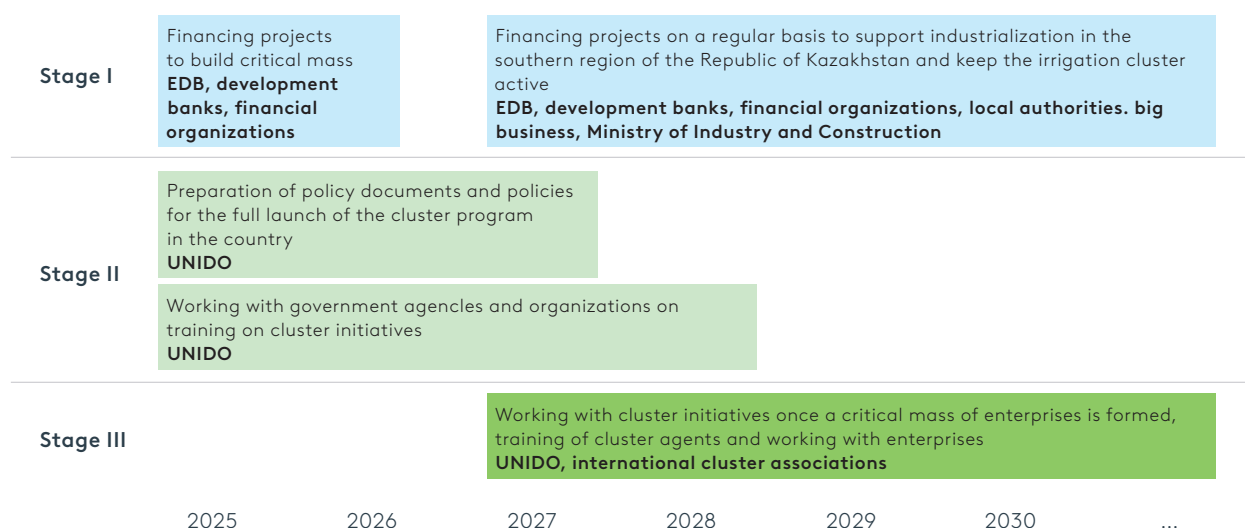 Stage I
Financing projects
to build critical mass
EDB, development
banks, financial
organizations
Financing projects on a regular basis to support industrialization in the
southern region of the Republic of Kazakhstan and keep the irrigation cluster
active
EDB, development banks, financial organizations, local authorities. big
business, Ministry of Industry and Construction
Stage II
Preparation of policy documents and policies
for the full launch of the cluster program
in the country
UNIDO
Working with government agencles and organizations on
training on cluster initiatives
UNIDO
Stage III
Working with cluster initiatives once a critical mass of enterprises is formed,
training of cluster agents and working with enterprises
UNIDO, international cluster associations
2025 2026 2027 2028 2029 2030 ...